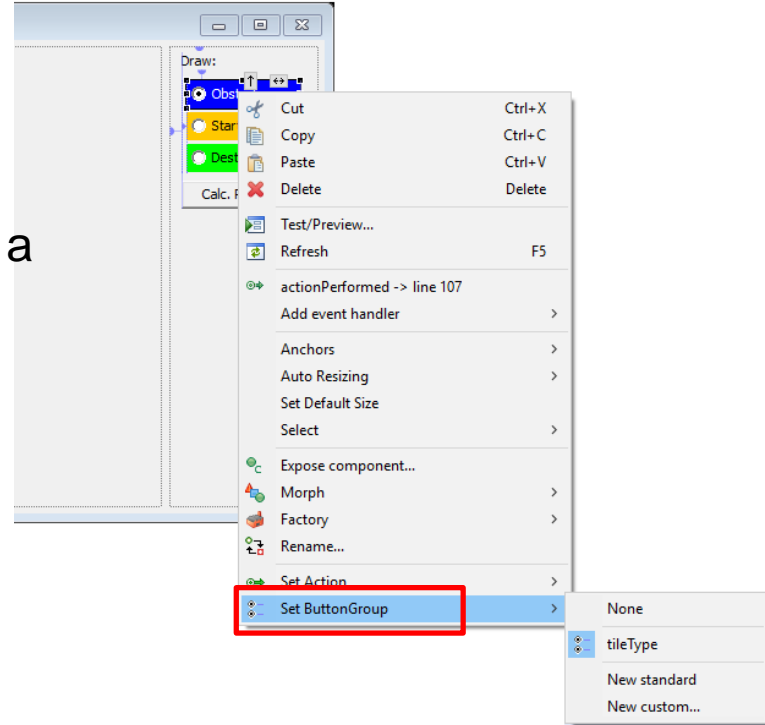 Draw:
Obst
Star
Dest
Calc. F
a
Cut Ctrl+X
Copy Ctrl+C
Paste Ctrl+V
Delete Delete
Test/Preview...
Refresh F5
actionPerformed -> line 107
Add event handler >
Anchors >
Auto Resizing >
Set Default Size
Select >
Expose component...
Morph >
Factory >
Rename...
Set Action >
Set ButtonGroup >
None
tileType
New standard
New custom...